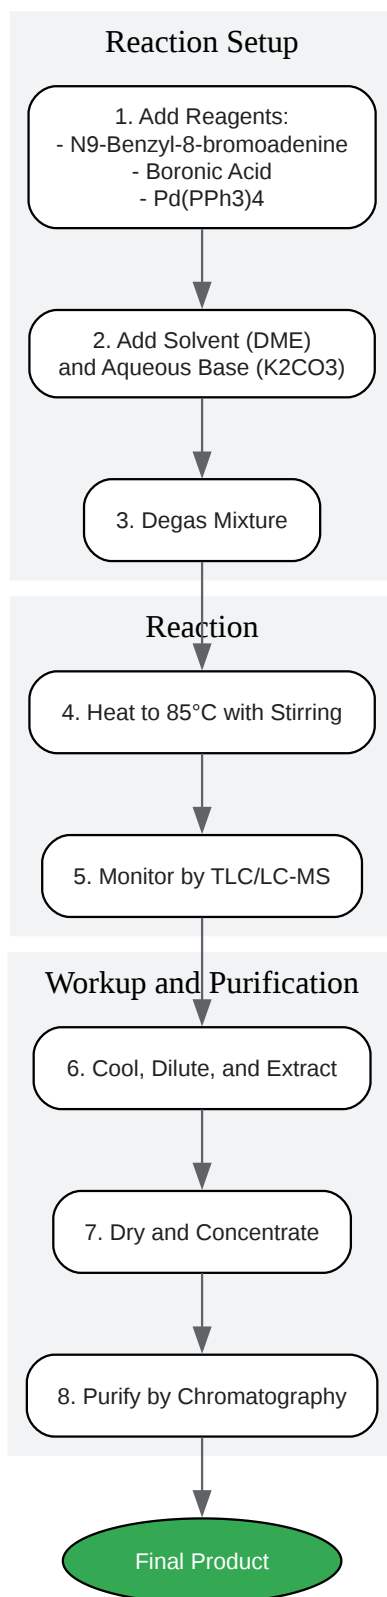 Reaction Setup
1. Add Reagents:
- N9-Benzyl-8-bromoadenine
- Boronic Acid
- Pd(PPh3)4
2. Add Solvent (DME)
and Aqueous Base (K2CO3)
3. Degas Mixture
Reaction
4. Heat to 85°C with Stirring
5. Monitor by TLC/LC-MS
Workup and Purification
6. Cool, Dilute, and Extract
7. Dry and Concentrate
8. Purify by Chromatography
Final Product